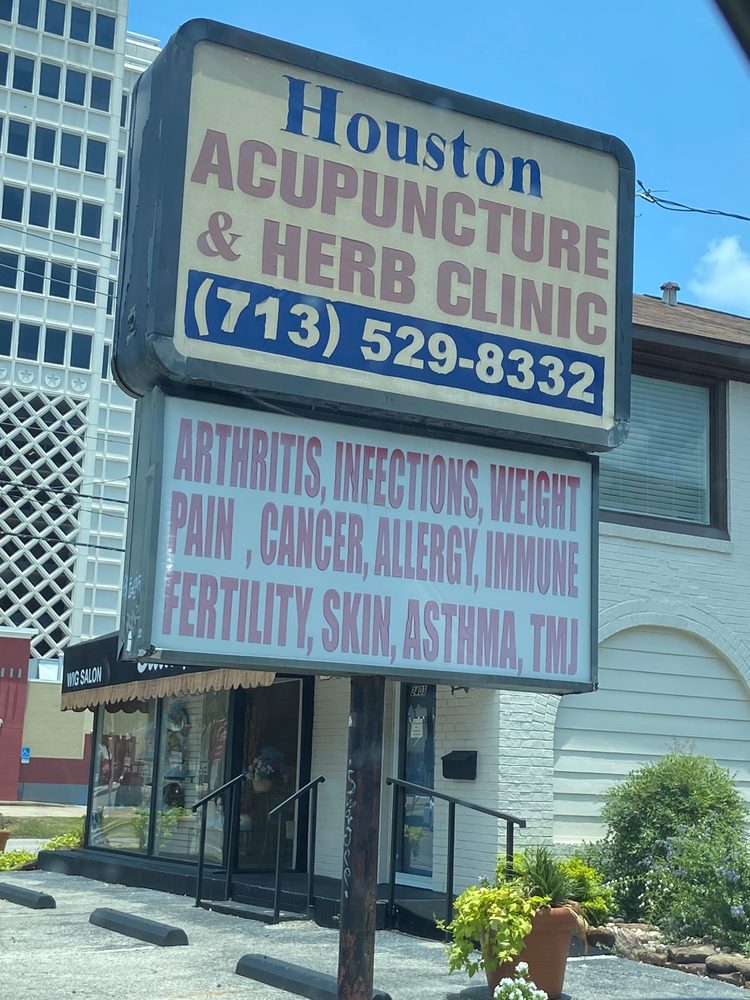 Houston
ACUPUNCTURE
& HERB CLINIC
(713) 529-8332
ARTHRITIS, INFECTIONS, WEIGHT
PAIN , CANCER, ALLERGY, IMMUNE
FERTILITY, SKIN, ASTHMA, TMJ
WIG SALON
2403